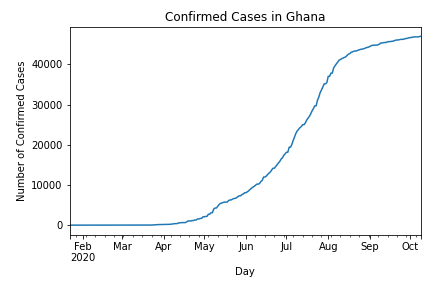 Confirmed Cases in Ghana
Number of Confirmed Cases
40000
30000
20000
10000
0
Feb Mar Apr May Jun Jul Aug Sep Oct
2020
Day